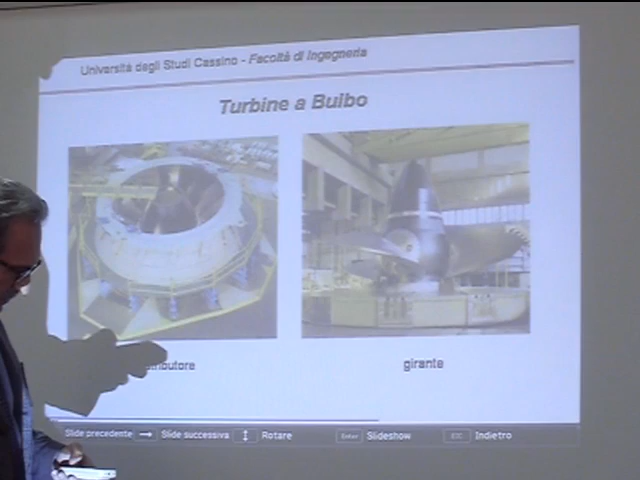 Università degli Studi Cassino - Facoltà di Ingegneria
Turbine a Bulbo
tributore
girante
Slide precedente → Slide successiva ↕ Rotare Enter Slideshow ESC Indietro